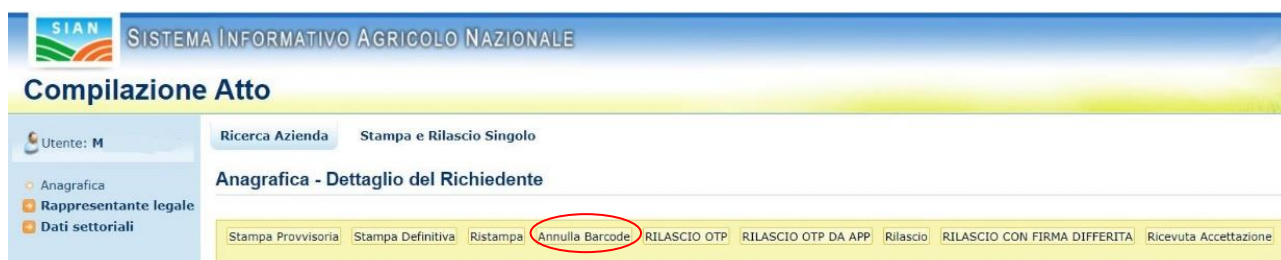 SIAN
SISTEMA INFORMATIVO AGRICOLO NAZIONALE
Compilazione Atto
Utente: M
Ricerca Azienda Stampa e Rilascio Singolo
Anagrafica
Rappresentante legale
Dati settoriali
Anagrafica - Dettaglio del Richiedente
Stampa Provvisoria Stampa Definitiva Ristampa Annulla Barcode RILASCIO OTP RILASCIO OTP DA APP Rilascio RILASCIO CON FIRMA DIFFERITA Ricevuta Accettazione